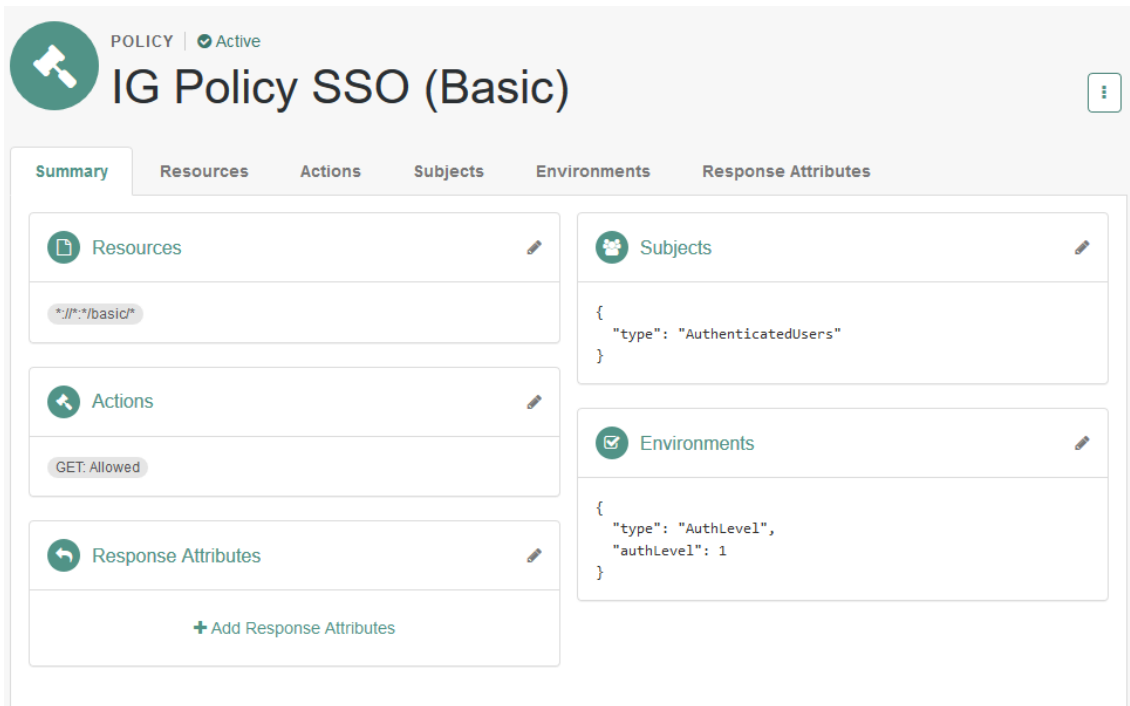 POLICY Active
IG Policy SSO (Basic)
Summary Resources Actions Subjects Environments Response Attributes
Resources
*://*:*/basic/*
Actions
GET: Allowed
Response Attributes
+ Add Response Attributes
Subjects
{
"type": "AuthenticatedUsers"
}
Environments
{
"type": "AuthLevel",
"authLevel": 1
}